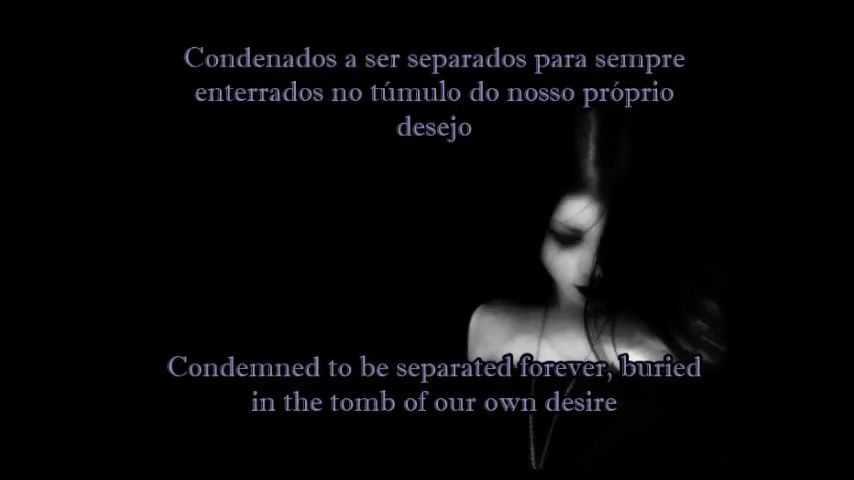 Condenados a ser separados para sempre
enterrados no túmulo do nosso próprio
desejo
Condemned to be separated forever, buried
in the tomb of our own desire